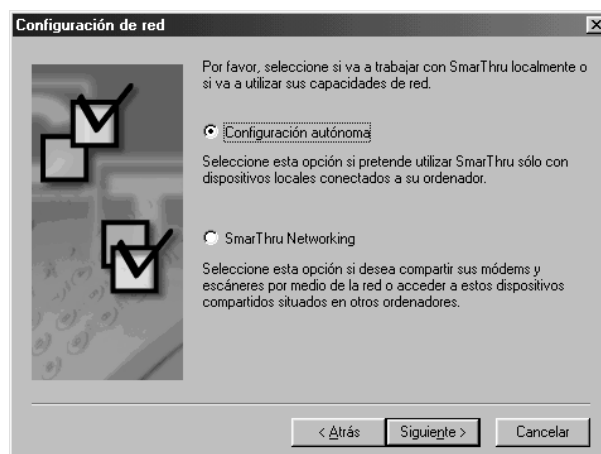 Configuración de red
Por favor, seleccione si va a trabajar con SmarThru localmente o
si va a utilizar sus capacidades de red.
Configuración autónoma
Seleccione esta opción si pretende utilizar SmarThru sólo con
dispositivos locales conectados a su ordenador.
SmarThru Networking
Seleccione esta opción si desea compartir sus módems y
escáneres por medio de la red o acceder a estos dispositivos
compartidos situados en otros ordenadores.
< Atrás
Siguiente >
Cancelar